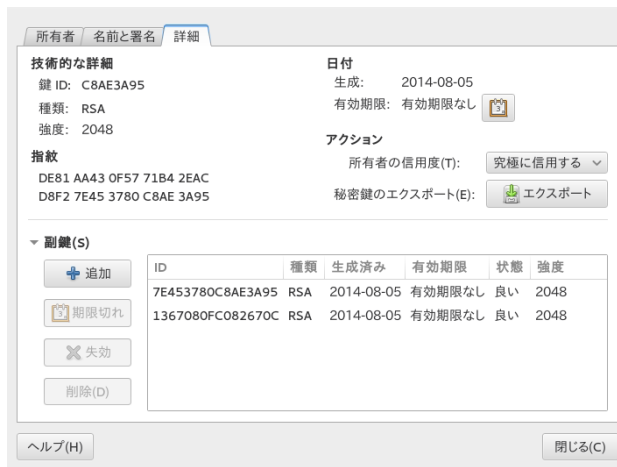 所有者 名前と署名 詳細
技術的な詳細
鍵 ID: C8AE3A95
種類: RSA
強度: 2048
指紋
DE81 AA43 0F57 71B4 2EAC
D8F2 7E45 3780 C8AE 3A95
日付
生成: 2014-08-05
有効期限: 有効期限なし
アクション
所有者の信用度(T): 究極に信用する
秘密鍵のエクスポート(E): エクスポート
副鍵(S)
追加
期限切れ
失効
削除(D)
ID 種類 生成済み 有効期限 状態 強度
7E453780C8AE3A95 RSA 2014-08-05 有効期限なし 良い 2048
1367080FC082670C RSA 2014-08-05 有効期限なし 良い 2048
ヘルプ(H) 閉じる(C)